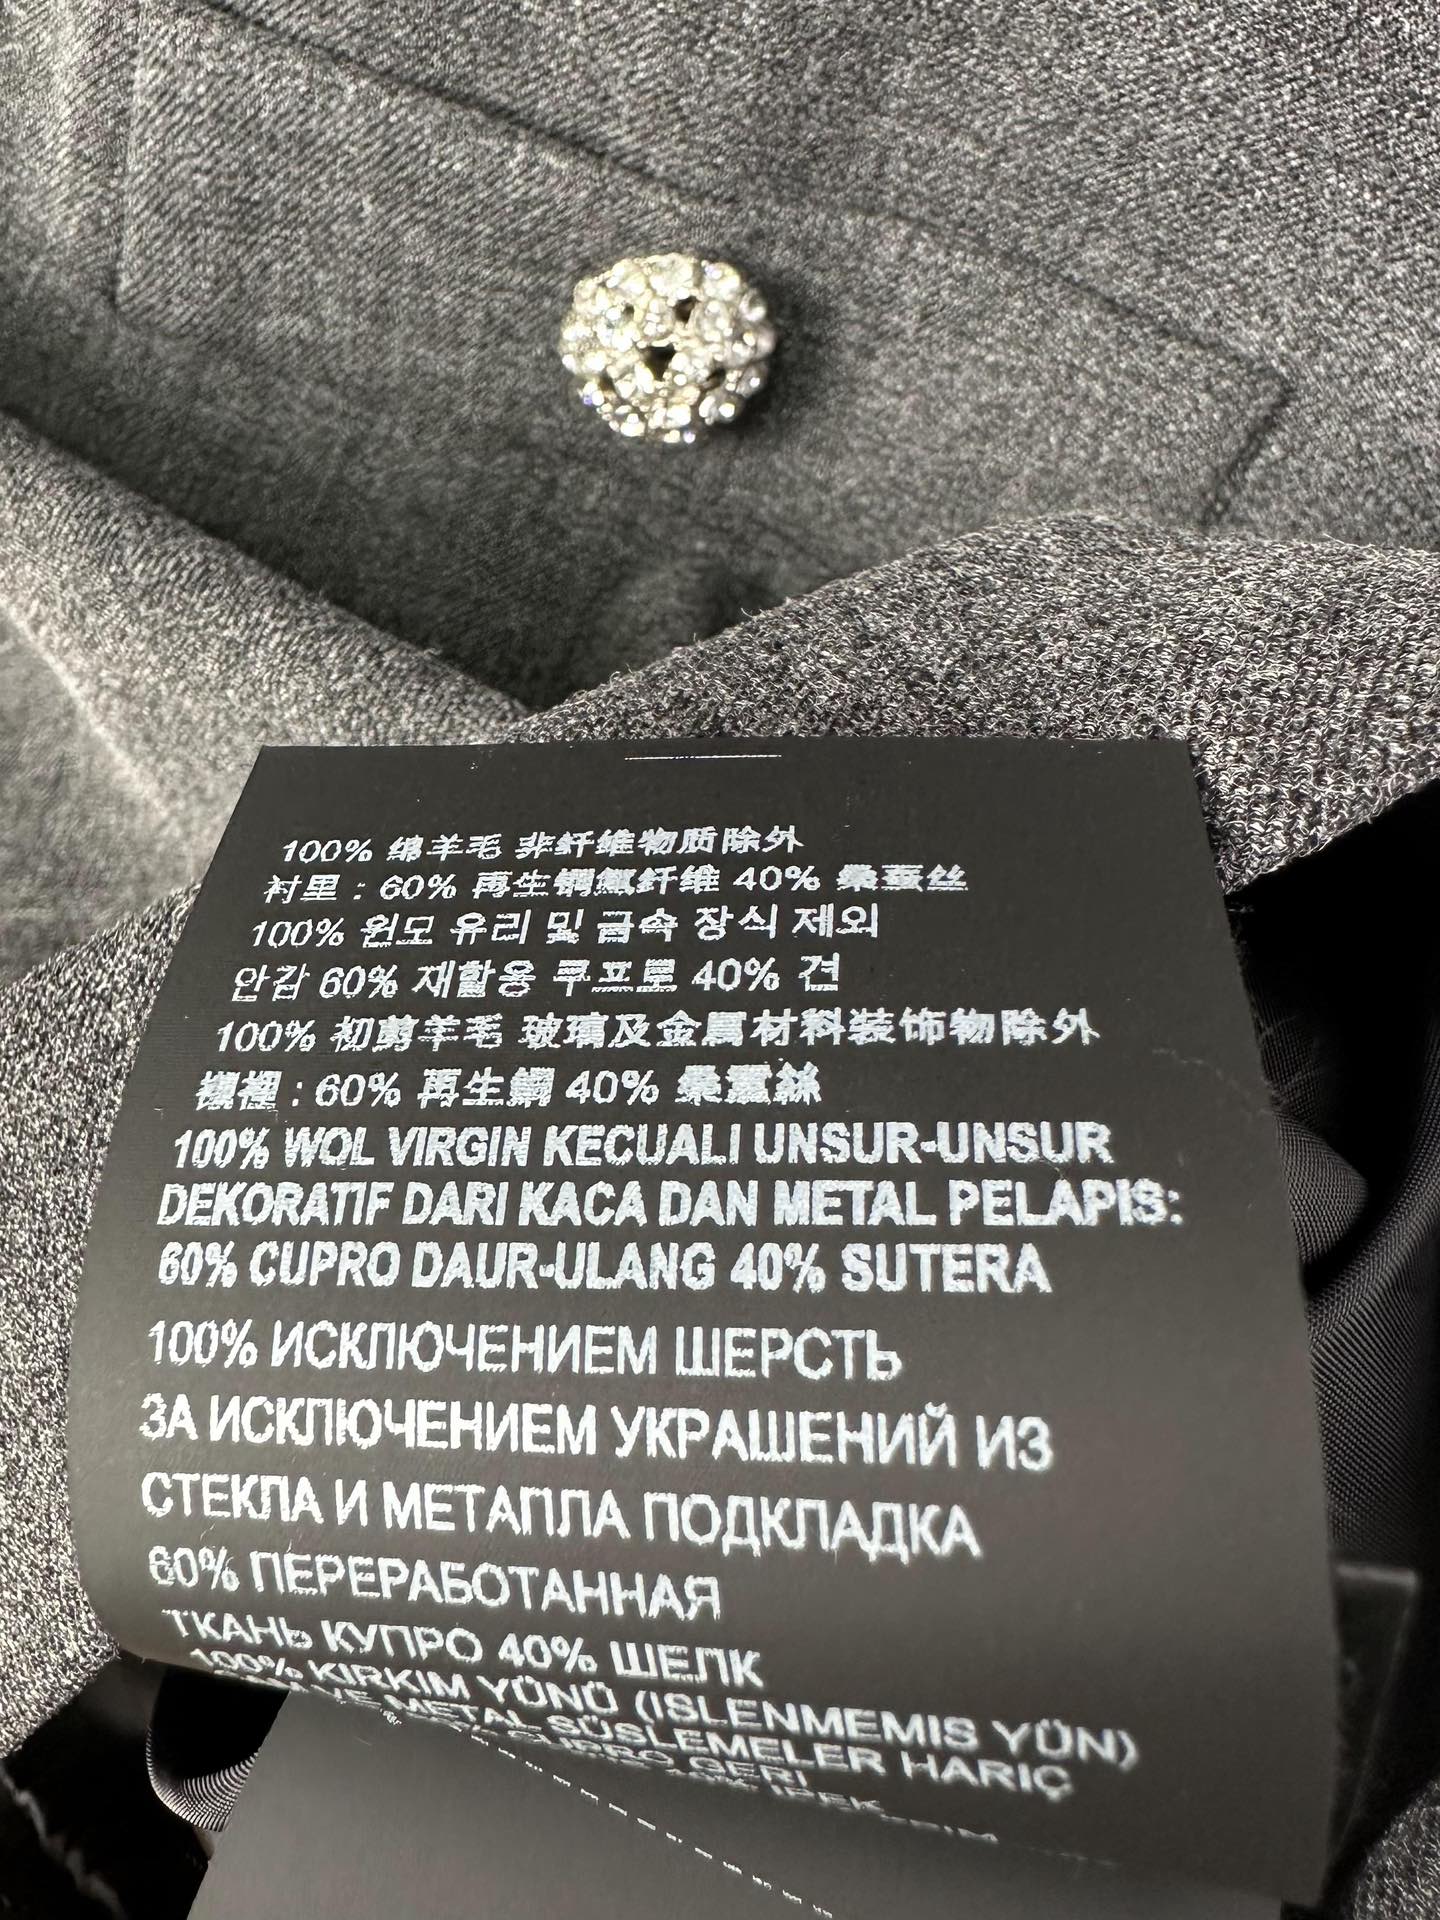 100% 绵羊毛 非纤维物质除外
衬里：60% 再生铜氨纤维 40% 桑蚕丝
100% 원모 유리 및 금속 장식 제외
안감 60% 재활용 쿠프로 40% 견
100% 初剪羊毛 玻璃及金属材料装饰物除外
襯裡：60% 再生銅 40% 桑蠶絲
100% WOL VIRGIN KECUALI UNSUR-UNSUR
DEKORATIF DARI KACA DAN METAL PELAPIS:
60% CUPRO DAUR-ULANG 40% SUTERA
100% ИСКЛЮЧЕНИЕМ ШЕРСТЬ
ЗА ИСКЛЮЧЕНИЕМ УКРАШЕНИЙ ИЗ
СТЕКЛА И МЕТАЛЛА ПОДКЛАДКА
60% ПЕРЕРАБОТАННАЯ
ТКАНЬ КУПРО 40% ШЕЛК
100% KIRKIM YÜNÜ (ISLENMEMIS YÜN)
VE METAL SÜSLEMELER HARIÇ
CUPRO GERI
IPEK